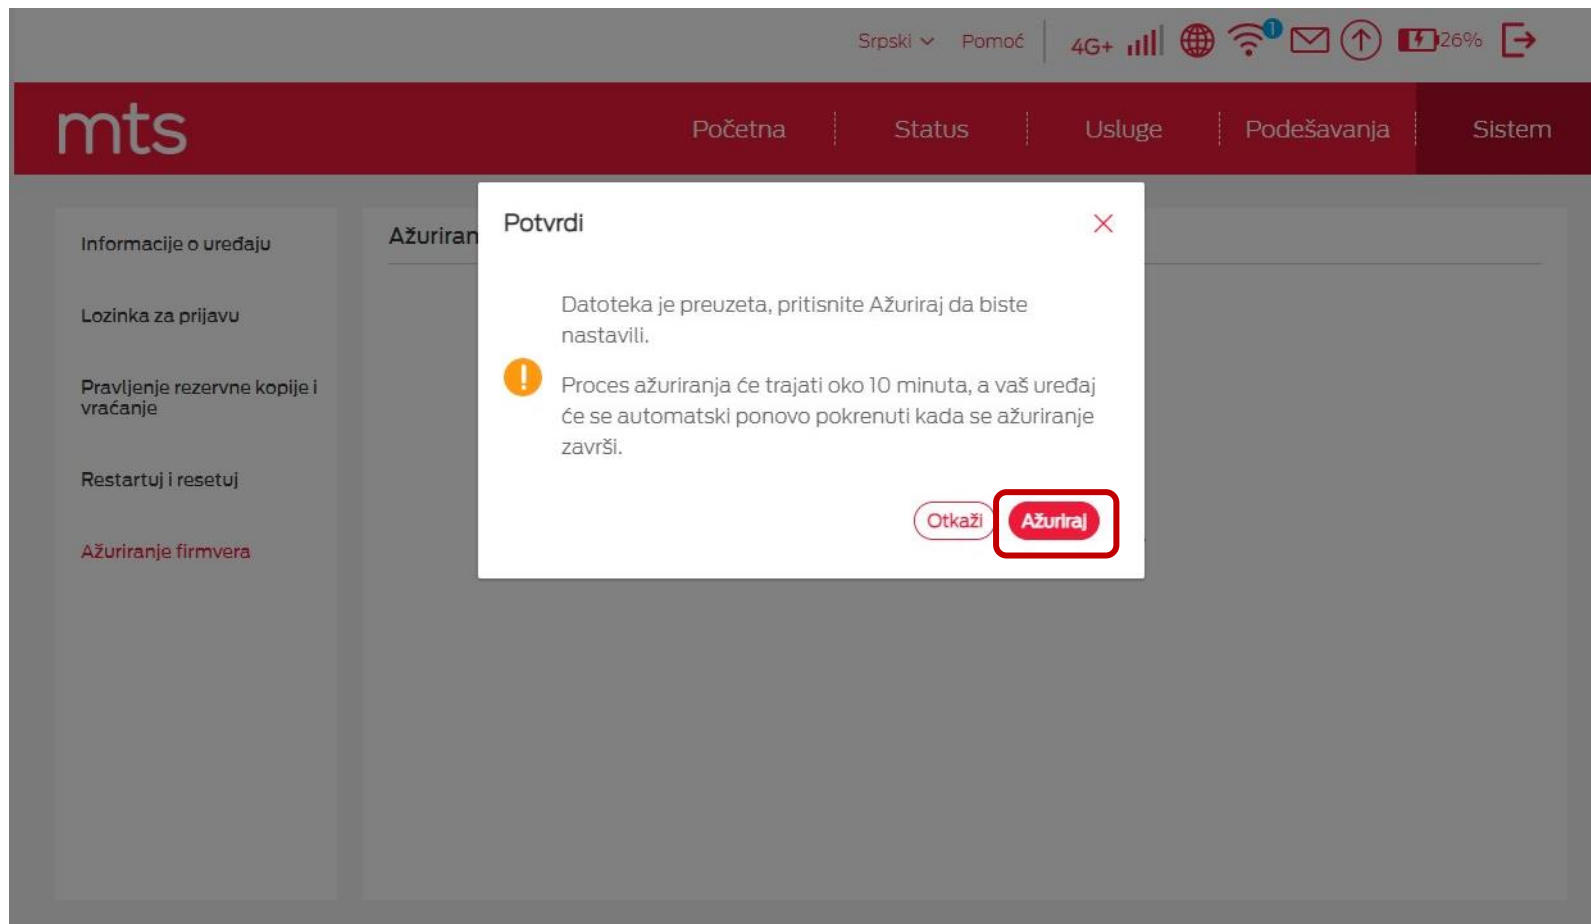 Srpski Pomoć 4G+ 1 26%
mts
Početna Status Usluge Podešavanja Sistem
Informacije o uređaju
Lozinka za prijavu
Pravljenje rezervne kopije i
vraćanje
Restartuj i resetuj
Ažuriranje firmvera
Ažuriran
Potvrdi
Datoteka je preuzeta, pritisnite Ažuriraj da biste
nastavili.
Proces ažuriranja će trajati oko 10 minuta, a vaš uređaj
će se automatski ponovo pokrenuti kada se ažuriranje
završi.
Otkaži Ažuriraj